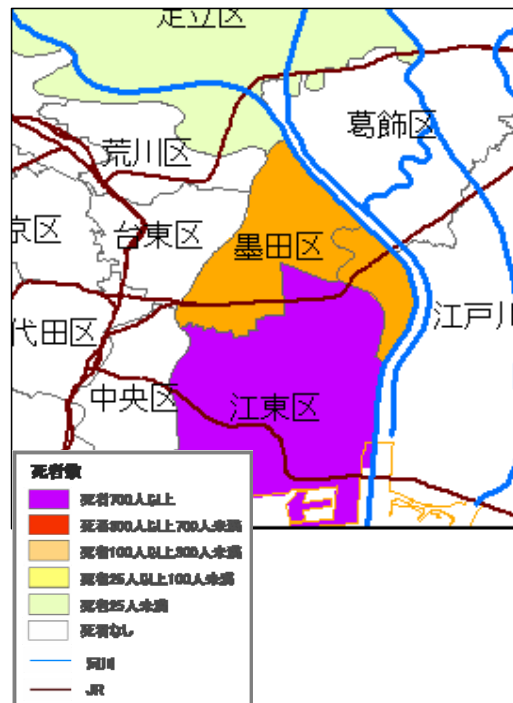 足立区
葛飾区
荒川区
京区
台東区
墨田区
江戸川
代田区
中央区
江東区
死者数
死者700人以上
死者300人以上700人未満
死者100人以上300人未満
死者25人以上100人未満
死者25人未満
死者なし
河川
JR